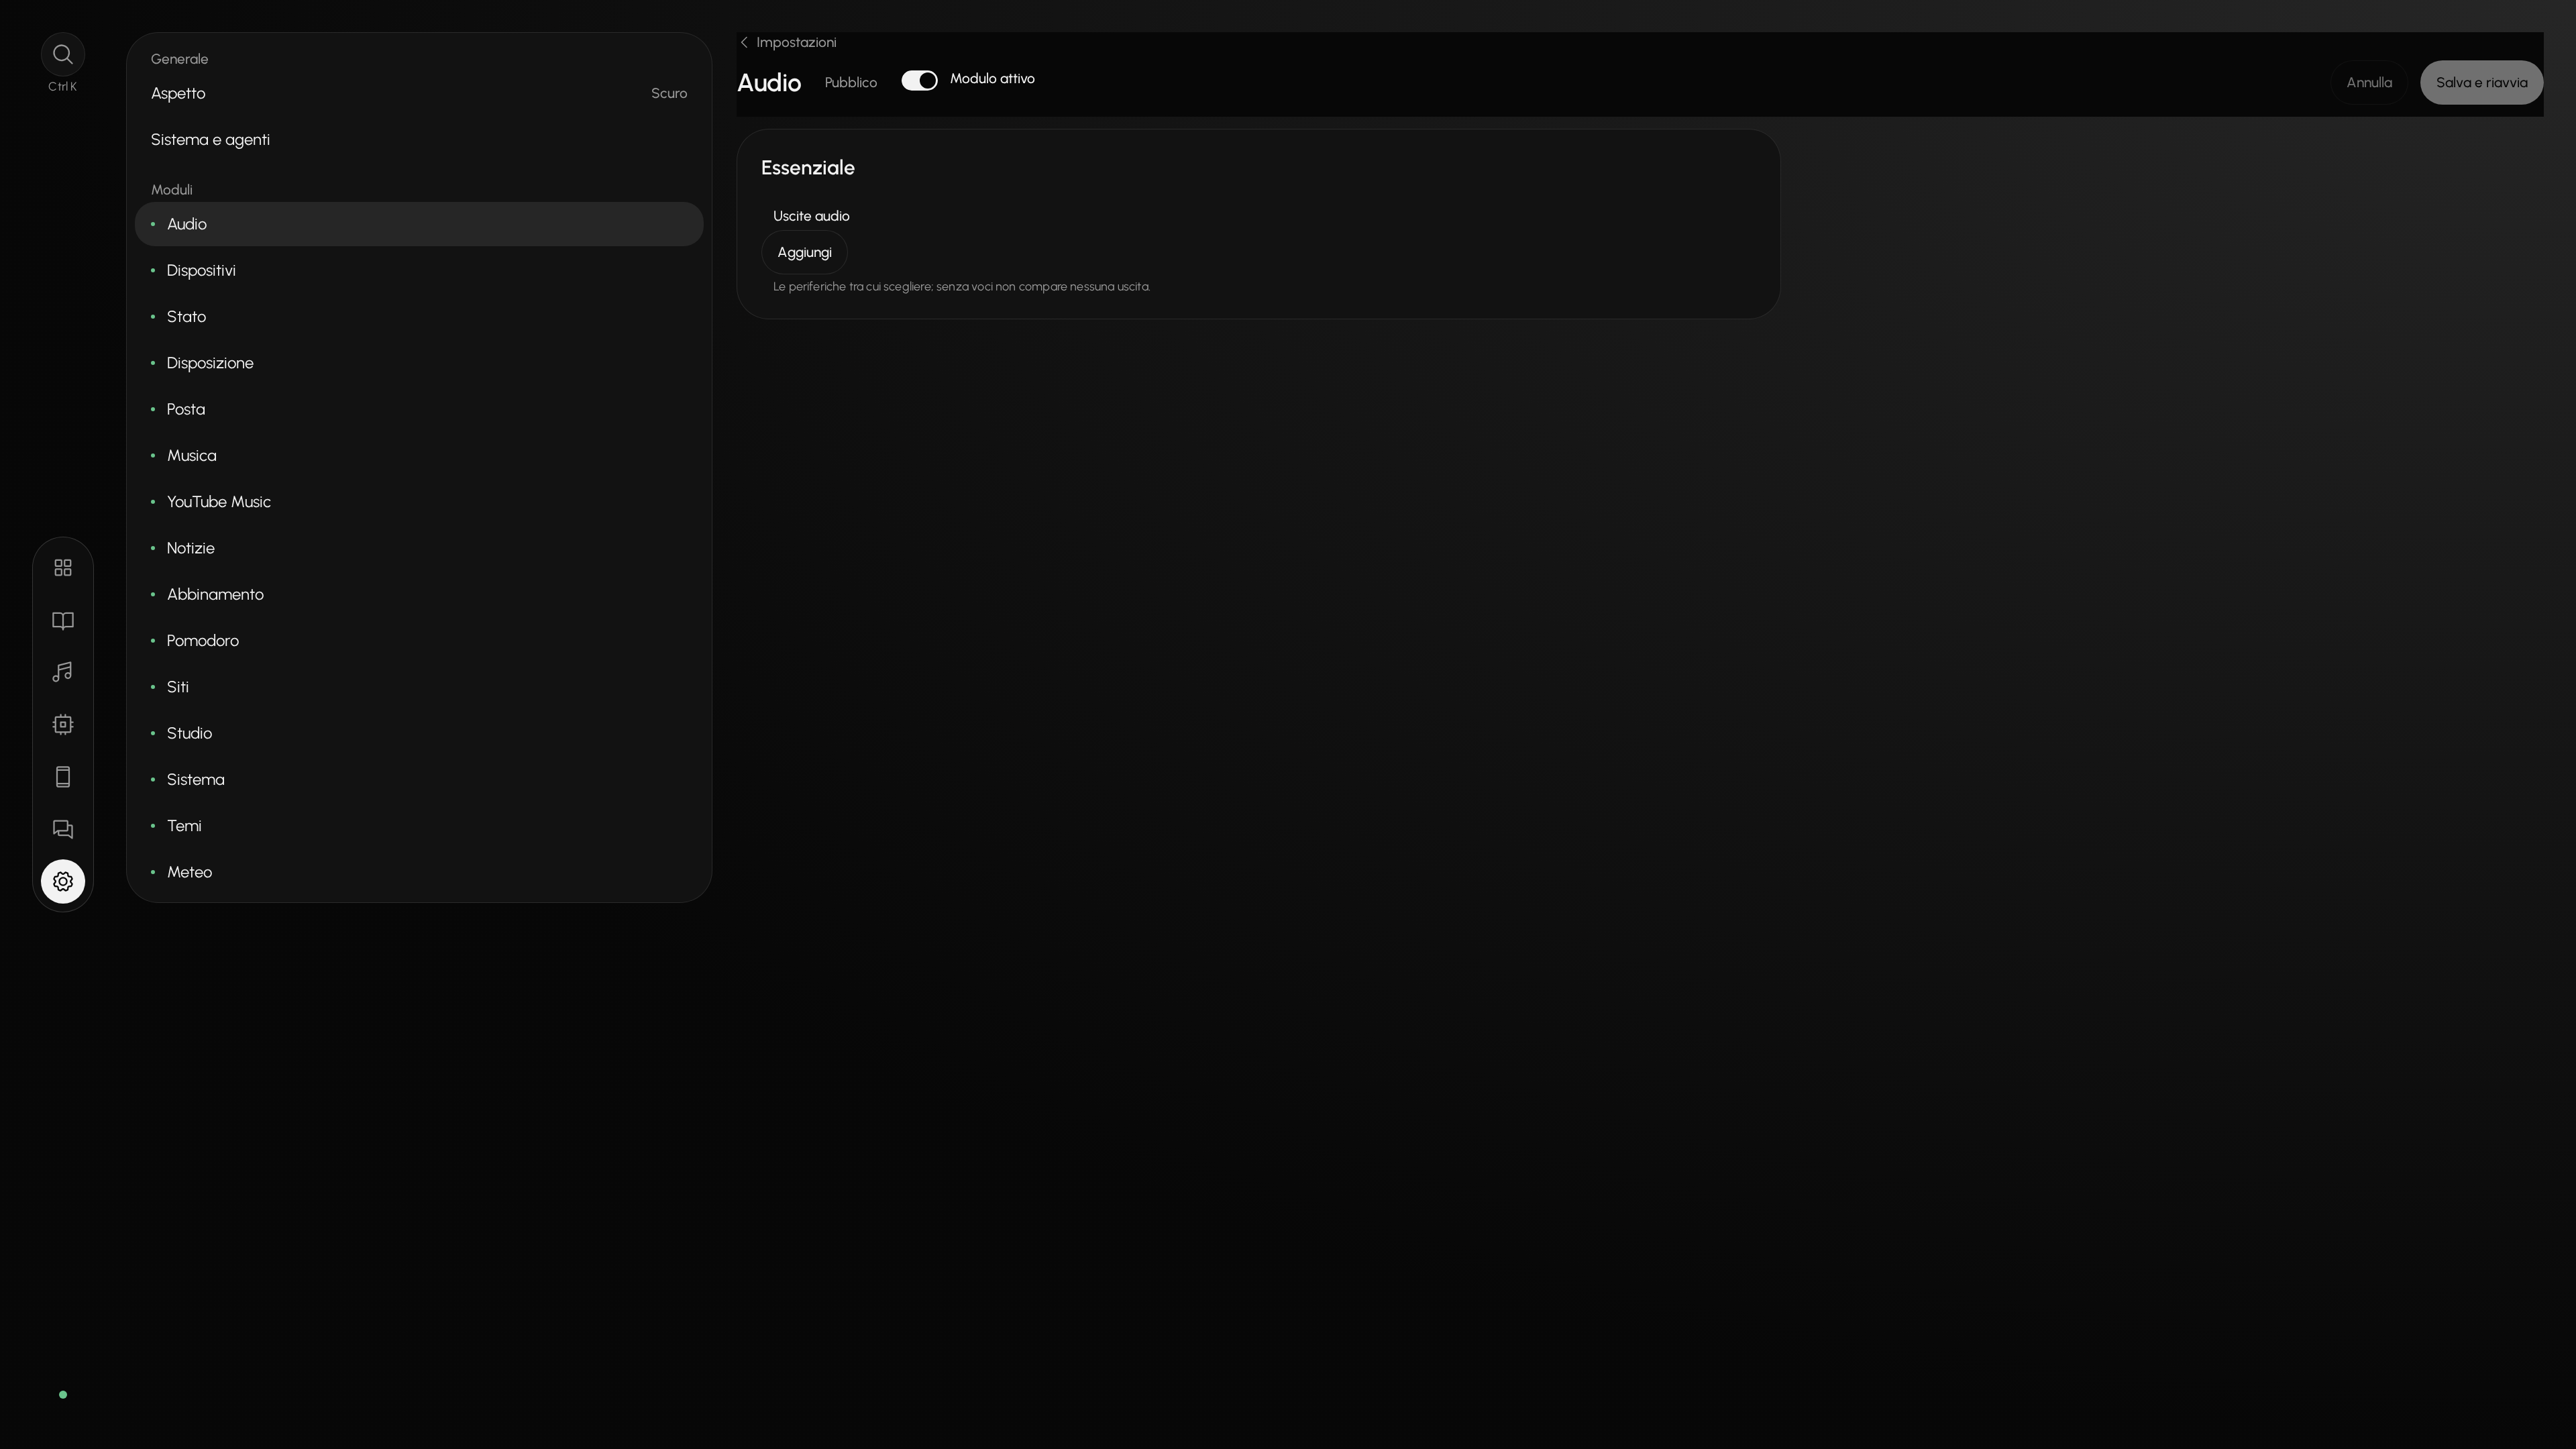 Ctrl K
Generale
Aspetto Scuro
Sistema e agenti
Moduli
Audio
Dispositivi
Stato
Disposizione
Posta
Musica
YouTube Music
Notizie
Abbinamento
Pomodoro
Siti
Studio
Sistema
Temi
Meteo
Impostazioni
Audio Pubblico Modulo attivo Annulla Salva e riavvia
Essenziale
Uscite audio
Aggiungi
Le periferiche tra cui scegliere; senza voci non compare nessuna uscita.